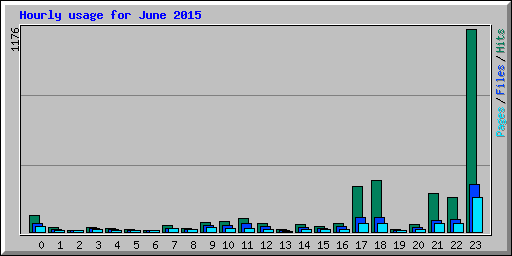 Hourly usage for June 2015
1176
Pages/Files/Hits
0 1 2 3 4 5 6 7 8 9 10 11 12 13 14 15 16 17 18 19 20 21 22 23